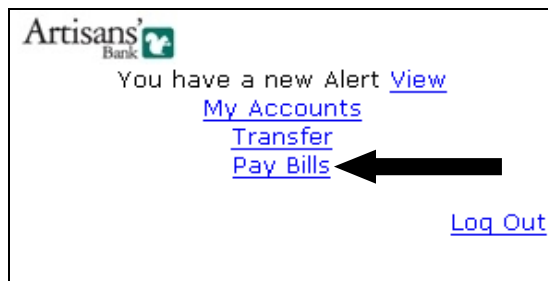 Artisans'
Bank
You have a new Alert View
My Accounts
Transfer
Pay Bills
Log Out